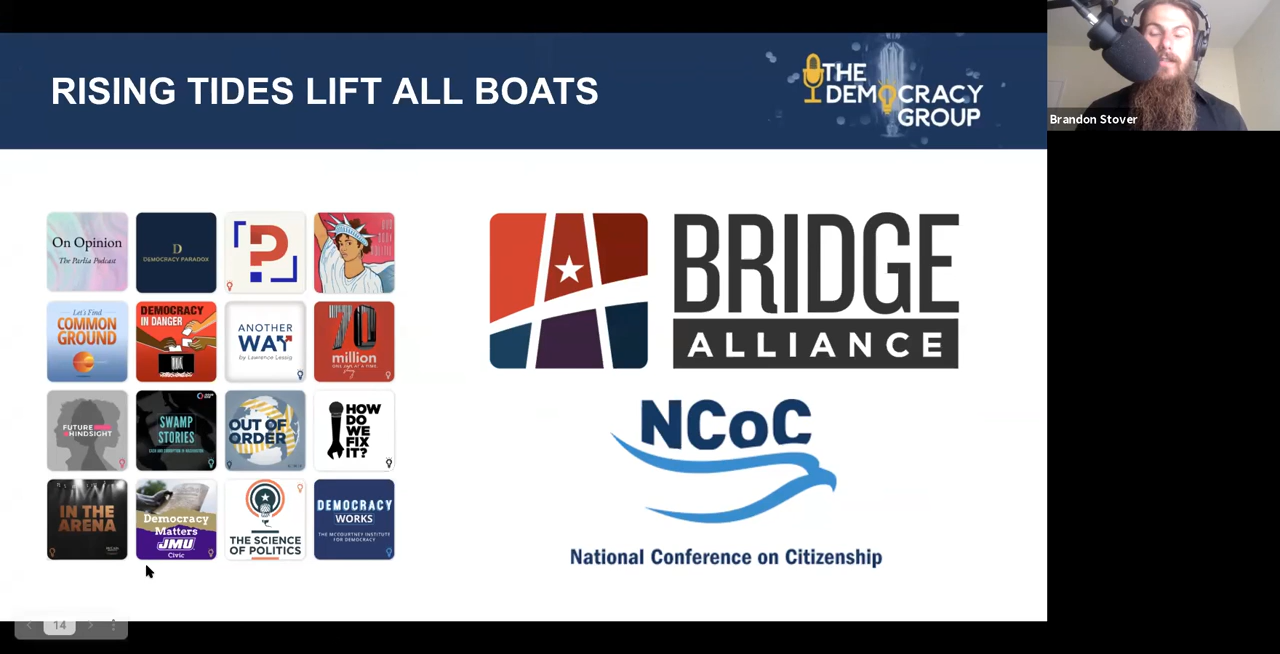 RISING TIDES LIFT ALL BOATS
THE
DEMOCRACY
GROUP
Brandon Stover
On Opinion
The Parlia Podcast
D
DEMOCRACY PARADOX
P
Let's Find
COMMON
GROUND
DEMOCRACY
IN DANGER
ANOTHER
WAY
by Lawrence Lessig
70
million
FUTURE
HINDSIGHT
SWAMP
STORIES
OUT OF
ORDER
HOW
DO
WE
FIX
IT?
IN THE
ARENA
Democracy
Matters
JMU
Civic
THE SCIENCE
OF POLITICS
DEMOCRACY
WORKS
THE MCCOURTNEY INSTITUTE
FOR DEMOCRACY
BRIDGE
ALLIANCE
NCoC
National Conference on Citizenship
14